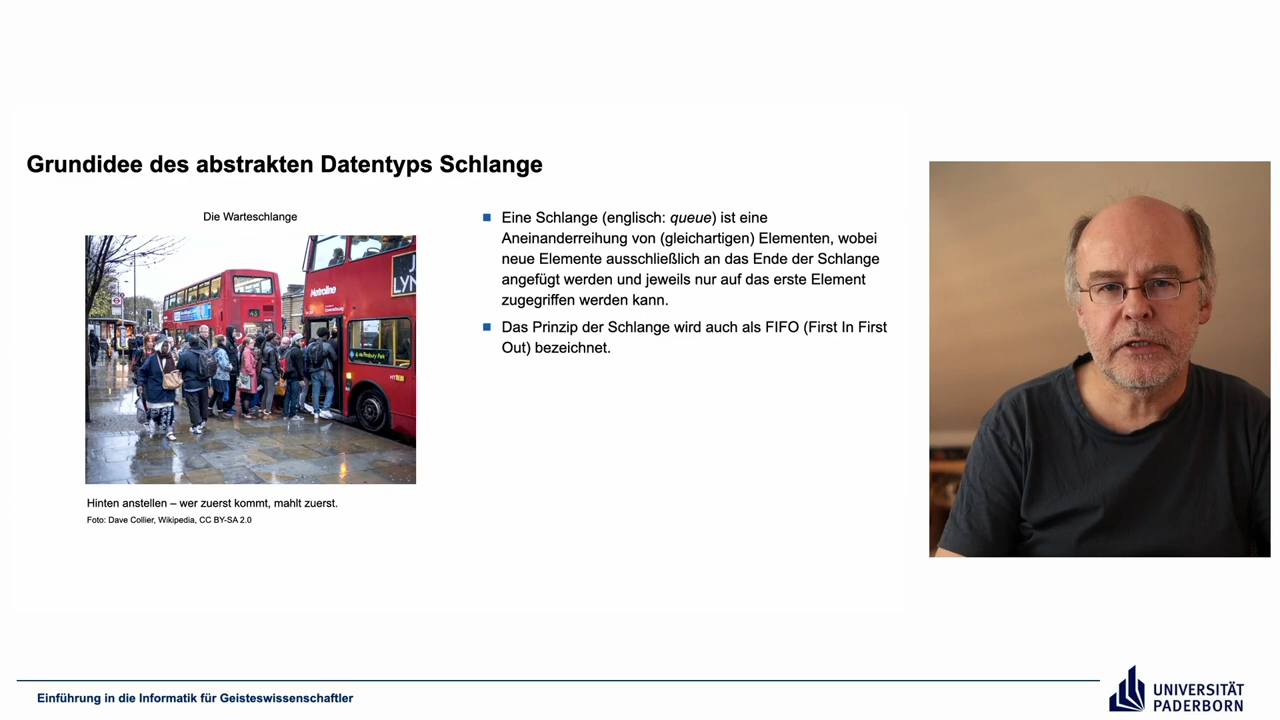 Grundidee des abstrakten Datentyps Schlange
Die Warteschlange
Metroline
43
Hinten anstellen – wer zuerst kommt, mahlt zuerst.
Foto: Dave Collier, Wikipedia, CC BY-SA 2.0
Eine Schlange (englisch: queue) ist eine
Aneinanderreihung von (gleichartigen) Elementen, wobei
neue Elemente ausschließlich an das Ende der Schlange
angefügt werden und jeweils nur auf das erste Element
zugegriffen werden kann.
Das Prinzip der Schlange wird auch als FIFO (First In First
Out) bezeichnet.
Einführung in die Informatik für Geisteswissenschaftler
UNIVERSITÄT
PADERBORN